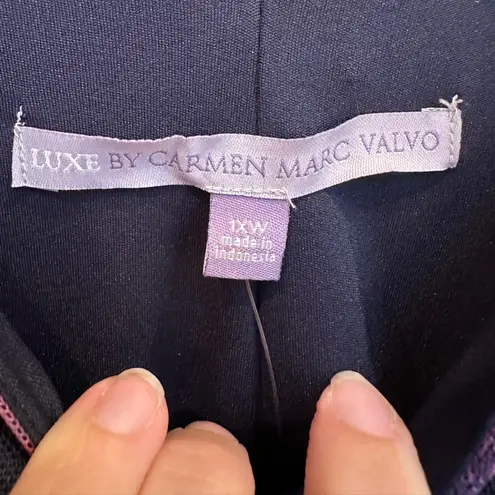 LUXE BY CARMEN MARC VALVO
1XW
made in
Indonesia